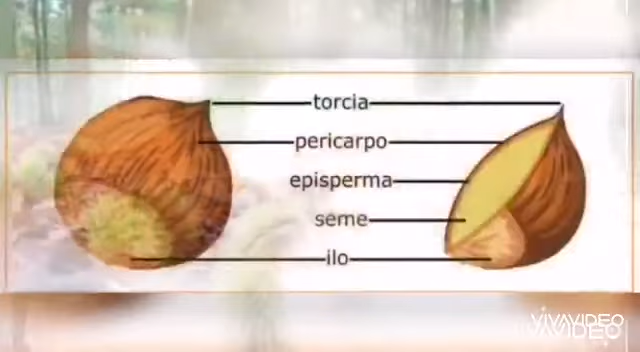 torcia
pericarpo
episperma
seme
ilo
VIVAVIDEO